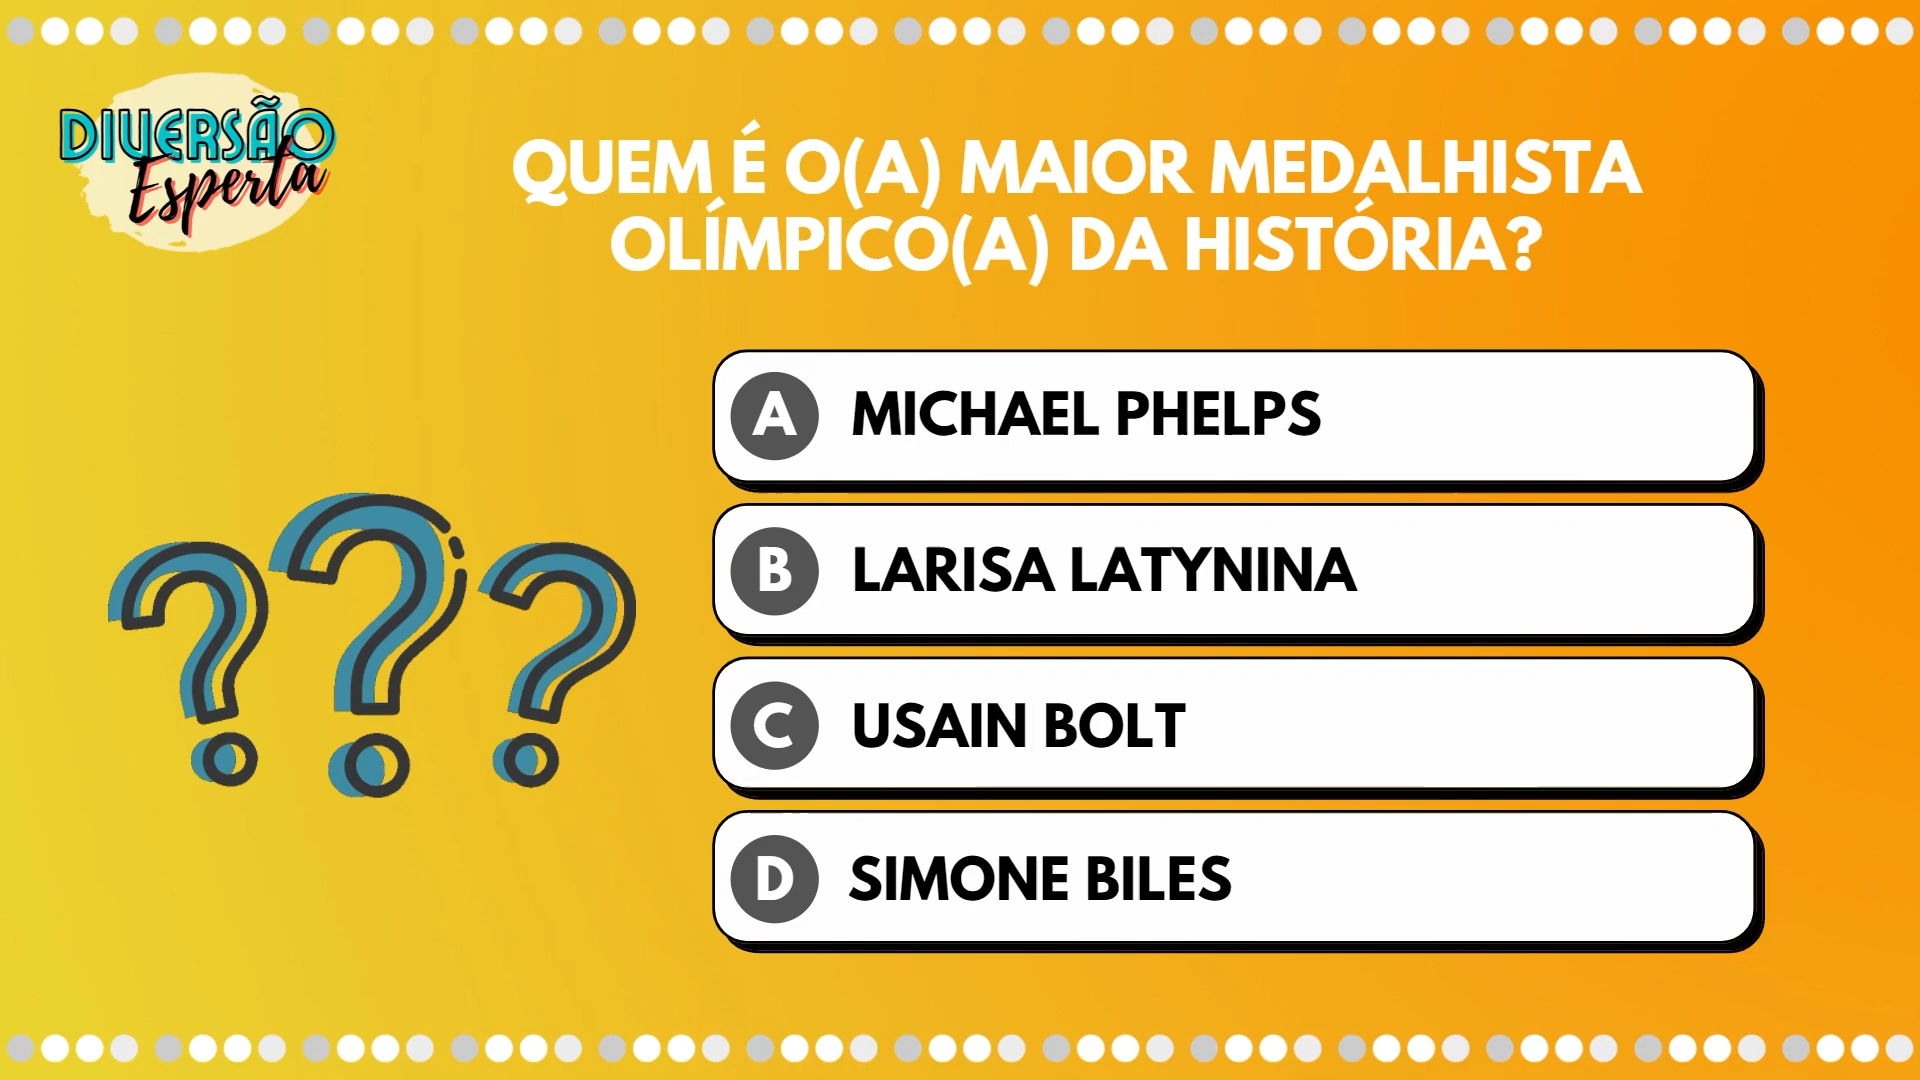 DIVERSÃO
Esperta
QUEM É O(A) MAIOR MEDALHISTA
OLÍMPICO(A) DA HISTÓRIA?
A MICHAEL PHELPS
B LARISA LATYNINA
C USAIN BOLT
D SIMONE BILES